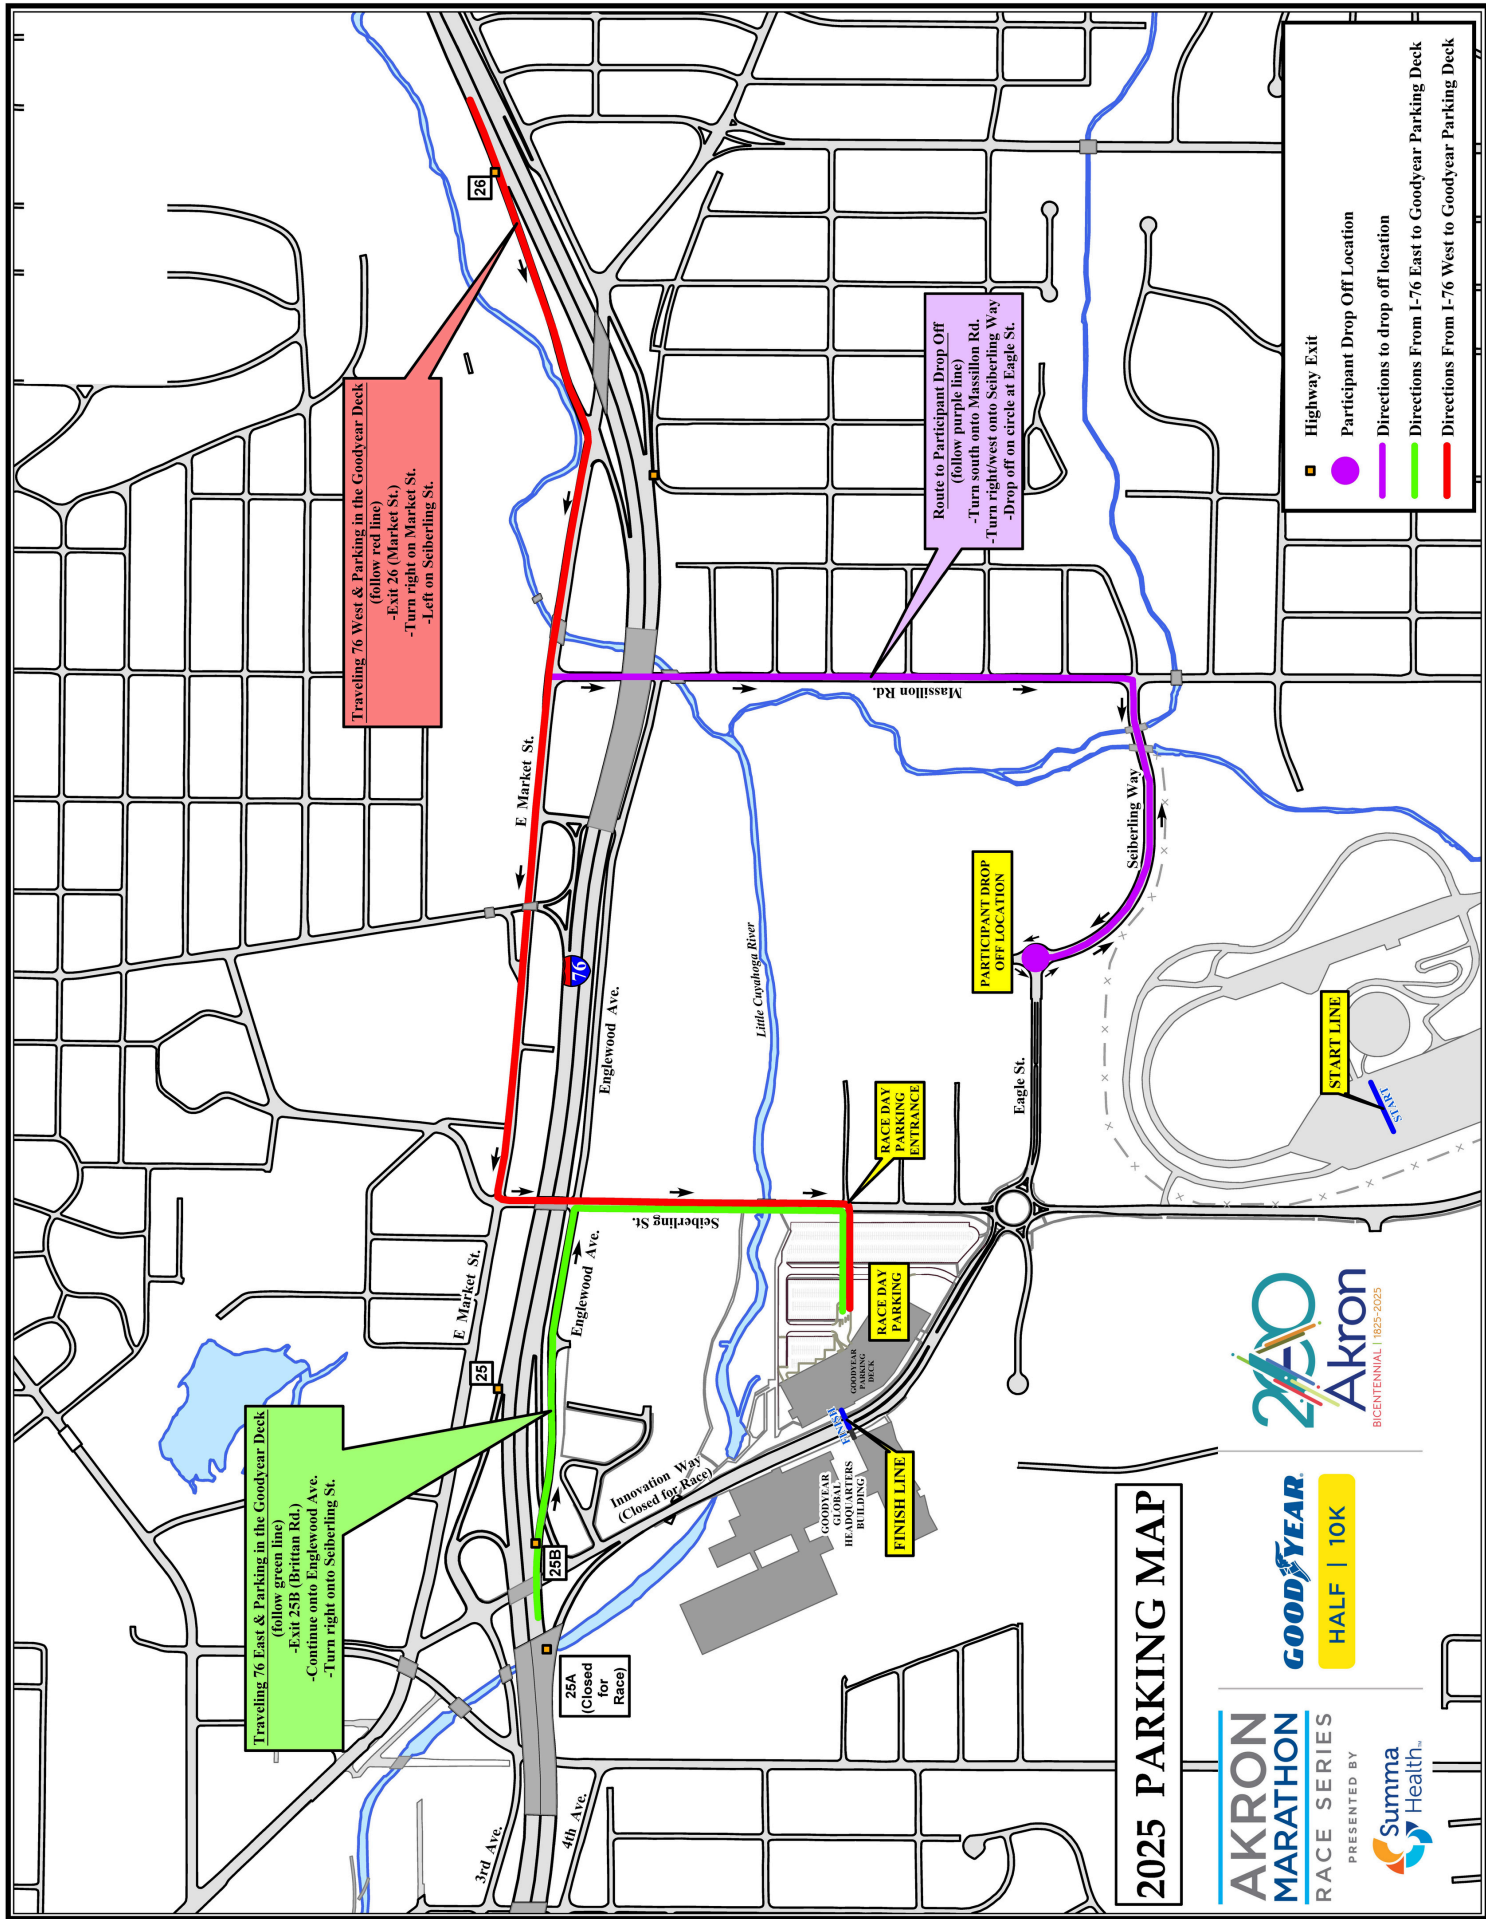 Traveling 76 East & Parking in the Goodyear Deck
(follow green line)
-Exit 25B (Brittan Rd.)
-Continue onto Englewood Ave.
-Turn right onto Seiberling St.
Traveling 76 West & Parking in the Goodyear Deck
(follow red line)
-Exit 26 (Market St.)
-Turn right on Market St.
-Left on Seiberling St.
26
25
25B
25A
(Closed
for
Race)
3rd Ave.
4th Ave.
E Market St.
E Market St.
76
Englewood Ave.
Englewood Ave.
Seiberling St.
Innovation Way
(Closed for Race)
Little Cuyahoga River
Massillon Rd.
Route to Participant Drop Off
(follow purple line)
-Turn south onto Massillon Rd.
-Turn right/west onto Seiberling Way
-Drop off on circle at Eagle St.
GOODYEAR
GLOBAL
HEADQUARTERS
BUILDING
GOODYEAR
PARKING
DECK
FINISH
FINISH LINE
RACE DAY
PARKING
RACE DAY
PARKING
ENTRANCE
PARTICIPANT DROP
OFF LOCATION
Eagle St.
Seiberling Way
START LINE
START
2025 PARKING MAP
AKRON
MARATHON
RACE SERIES
PRESENTED BY
Summa
Health™
GOODYEAR
HALF | 10K
200
Akron
BICENTENNIAL | 1825-2025
Highway Exit
Participant Drop Off Location
Directions to drop off location
Directions From I-76 East to Goodyear Parking Deck
Directions From I-76 West to Goodyear Parking Deck